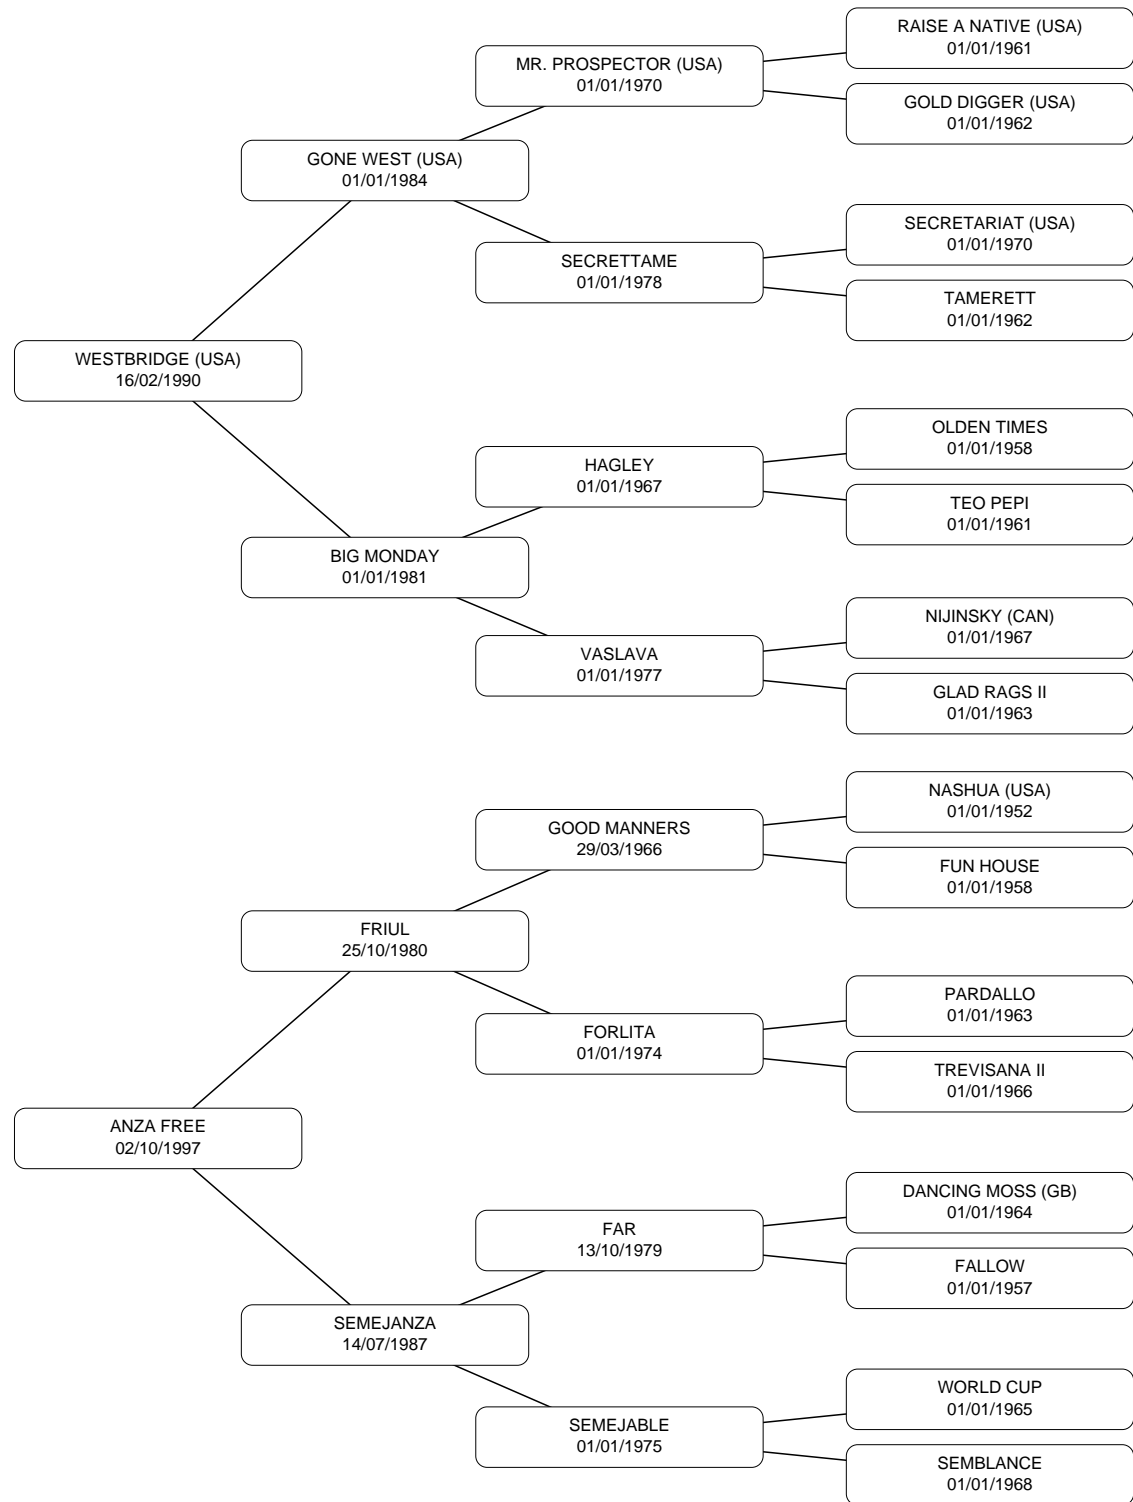 RAISE A NATIVE (USA)
01/01/1961
MR. PROSPECTOR (USA)
01/01/1970
GOLD DIGGER (USA)
01/01/1962
GONE WEST (USA)
01/01/1984
SECRETARIAT (USA)
01/01/1970
SECRETTAME
01/01/1978
TAMERETT
01/01/1962
WESTBRIDGE (USA)
16/02/1990
OLDEN TIMES
01/01/1958
HAGLEY
01/01/1967
TEO PEPI
01/01/1961
BIG MONDAY
01/01/1981
NIJINSKY (CAN)
01/01/1967
VASLAVA
01/01/1977
GLAD RAGS II
01/01/1963
NASHUA (USA)
01/01/1952
GOOD MANNERS
29/03/1966
FUN HOUSE
01/01/1958
FRIUL
25/10/1980
PARDALLO
01/01/1963
FORLITA
01/01/1974
TREVISANA II
01/01/1966
ANZA FREE
02/10/1997
DANCING MOSS (GB)
01/01/1964
FAR
13/10/1979
FALLOW
01/01/1957
SEMEJANZA
14/07/1987
WORLD CUP
01/01/1965
SEMEJABLE
01/01/1975
SEMBLANCE
01/01/1968